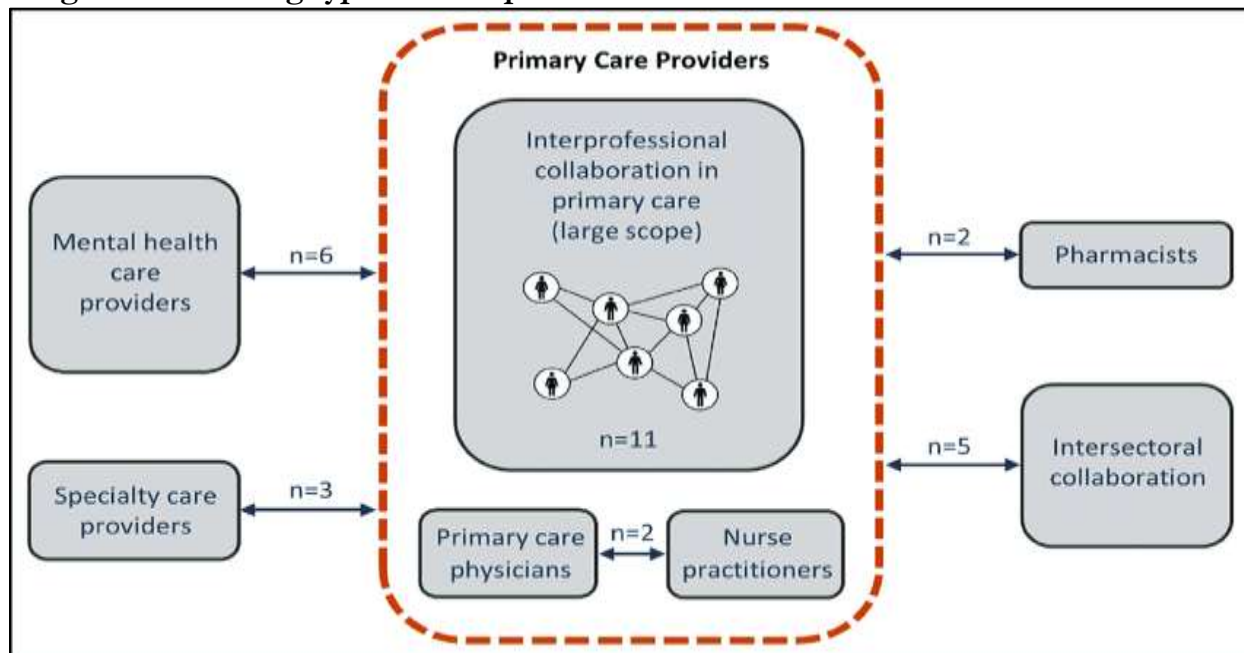 Primary Care Providers
Interprofessional
collaboration in
primary care
(large scope)
n=11
Mental health
care
providers
n=6
Specialty care
providers
n=3
Primary care
physicians
n=2
Nurse
practitioners
n=2
Pharmacists
n=5
Intersectoral
collaboration